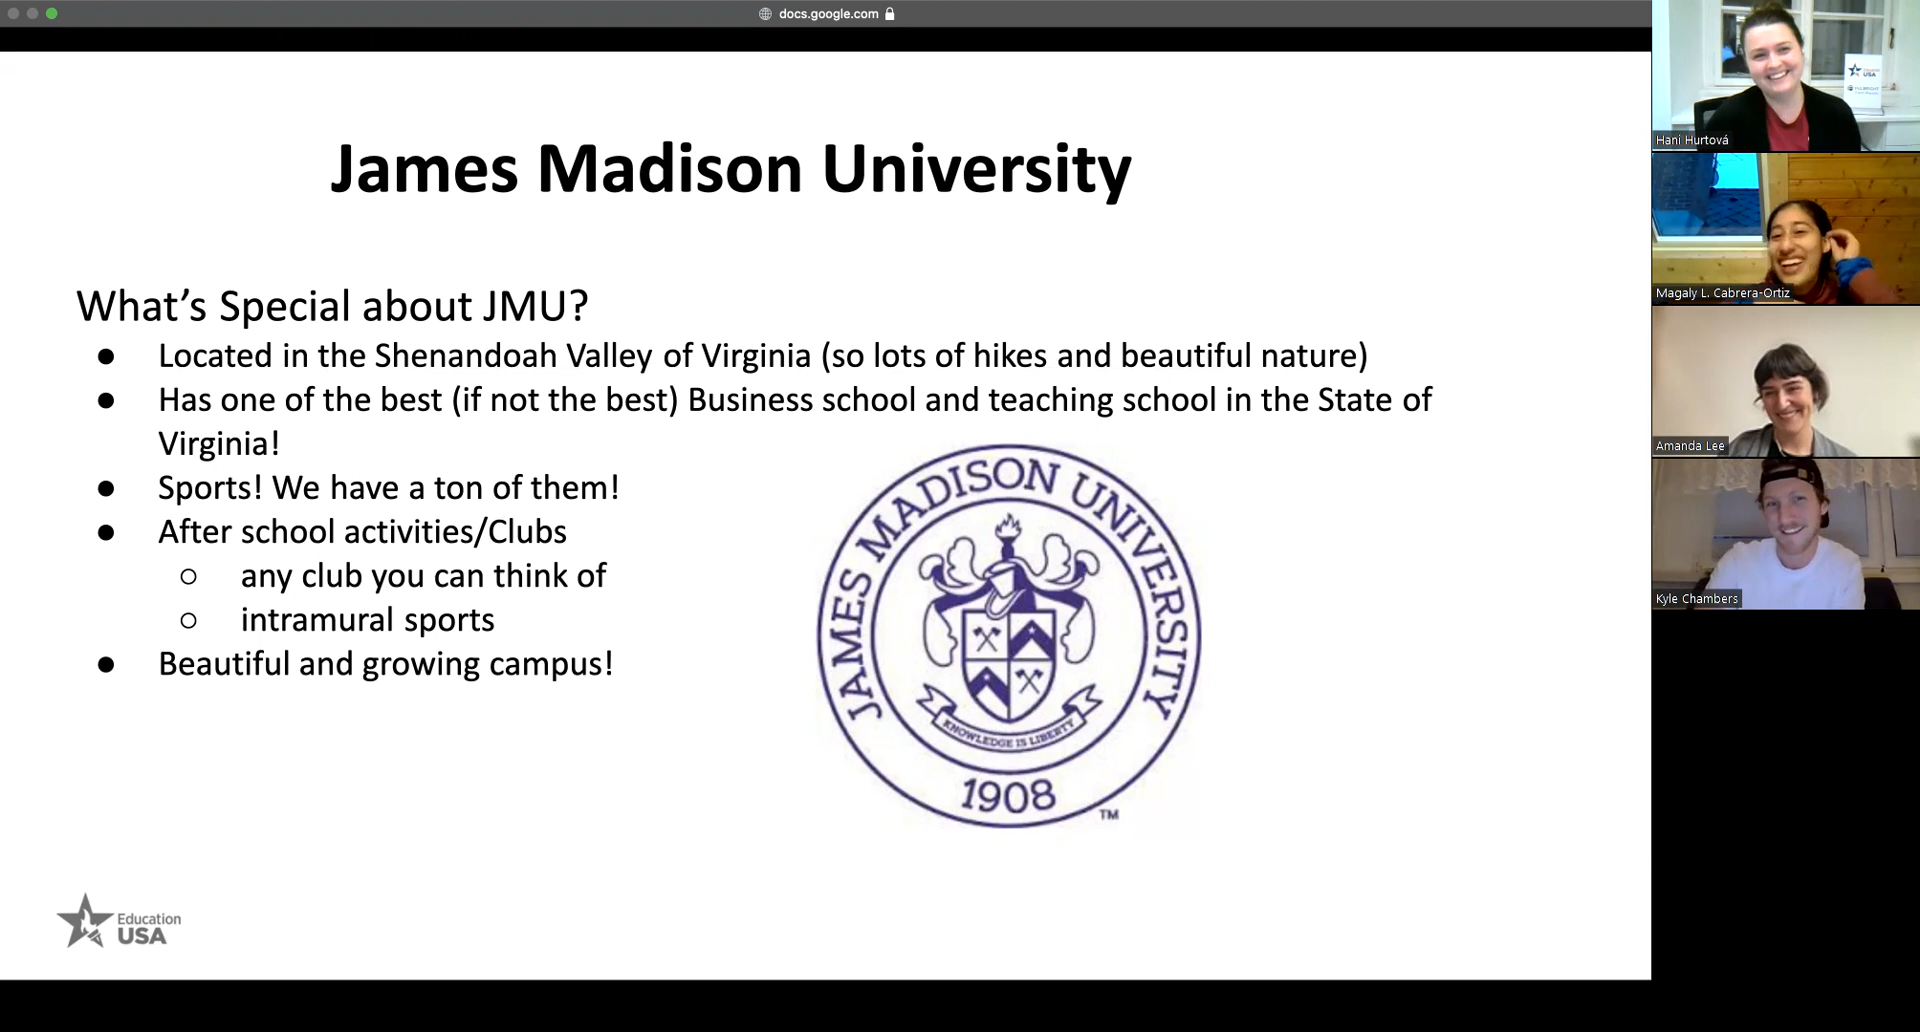 docs.google.com
James Madison University
What's Special about JMU?
● Located in the Shenandoah Valley of Virginia (so lots of hikes and beautiful nature)
● Has one of the best (if not the best) Business school and teaching school in the State of
Virginia!
● Sports! We have a ton of them!
● After school activities/Clubs
○ any club you can think of
○ intramural sports
● Beautiful and growing campus!
JAMES MADISON UNIVERSITY
KNOWLEDGE IS LIBERTY
1908
TM
Education
USA
USA
FULBRIGHT
Hani Hurtová
Magaly L. Cabrera-Ortiz
Amanda Lee
Kyle Chambers